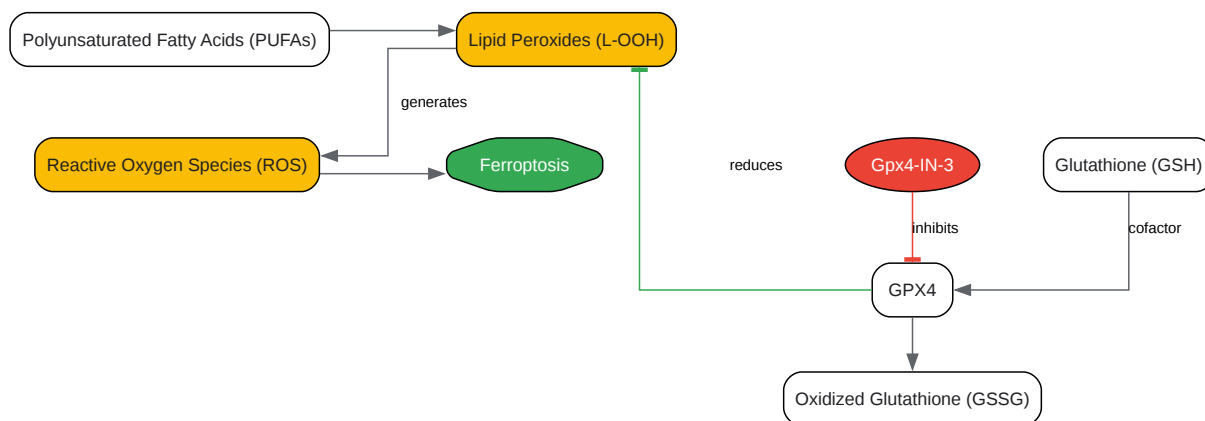 Polyunsaturated Fatty Acids (PUFAs)
Lipid Peroxides (L-OOH)
generates
Reactive Oxygen Species (ROS)
Ferroptosis
reduces
Gpx4-IN-3
Glutathione (GSH)
inhibits
cofactor
GPX4
Oxidized Glutathione (GSSG)